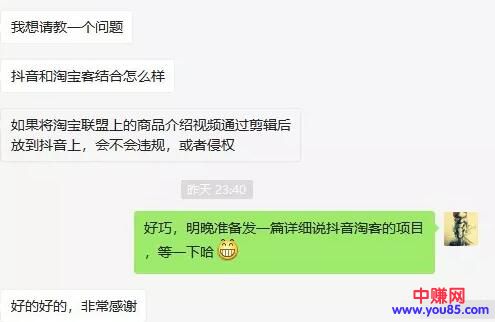 我想请教一个问题
抖音和淘宝客结合怎么样
如果将淘宝联盟上的商品介绍视频通过剪辑后
放到抖音上，会不会违规，或者侵权
昨天 23:40
好巧，明晚准备发一篇详细说抖音淘客的项目
，等一下哈
好的好的，非常感谢
中赚网
www.you85.com